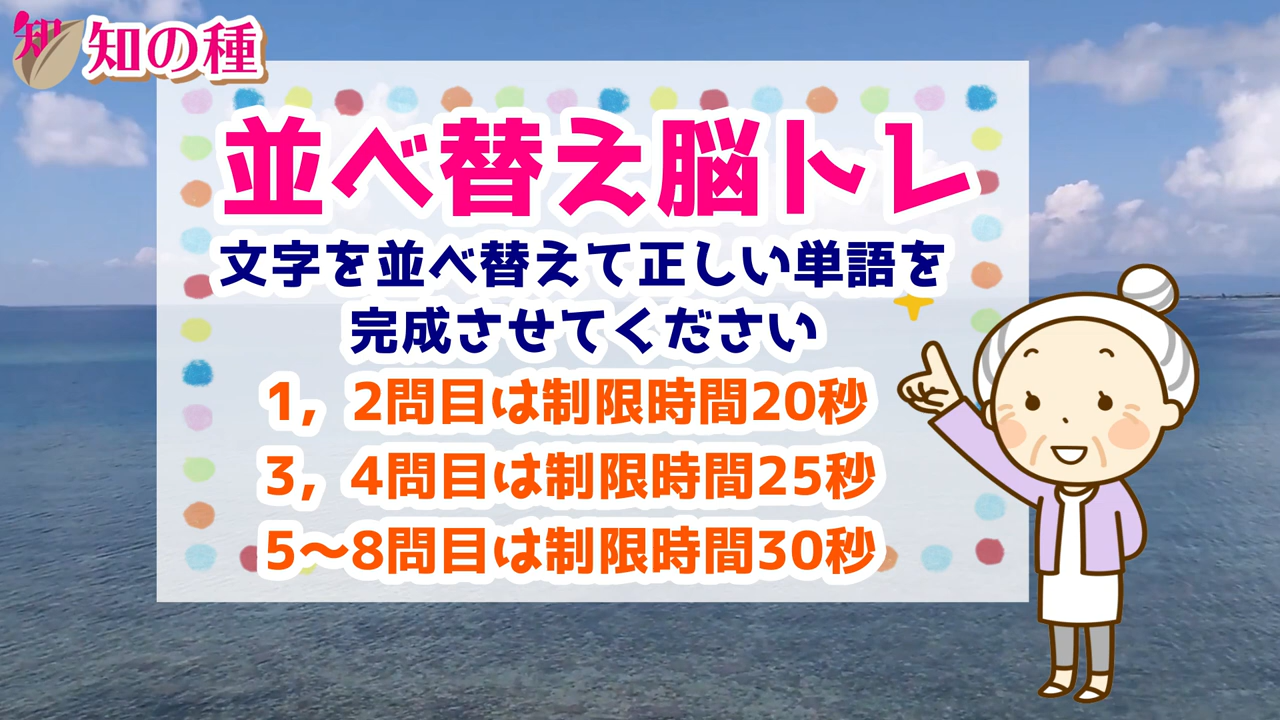 知 知の種
並べ替え脳トレ
文字を並べ替えて正しい単語を
完成させてください
1，2問目は制限時間20秒
3，4問目は制限時間25秒
5～8問目は制限時間30秒